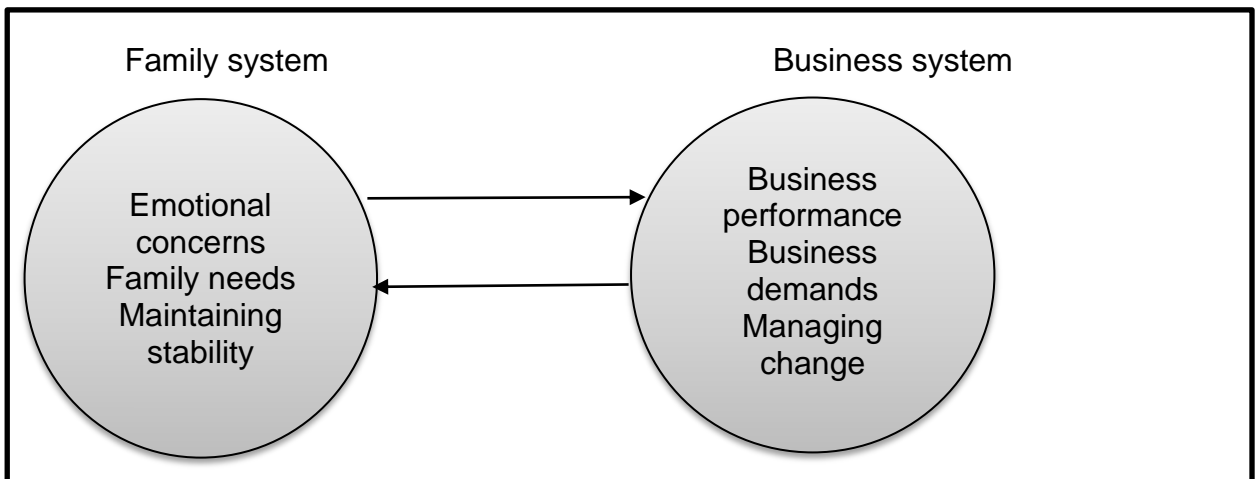 Family system
Business system
Emotional
concerns
Family needs
Maintaining
stability
Business
performance
Business
demands
Managing
change